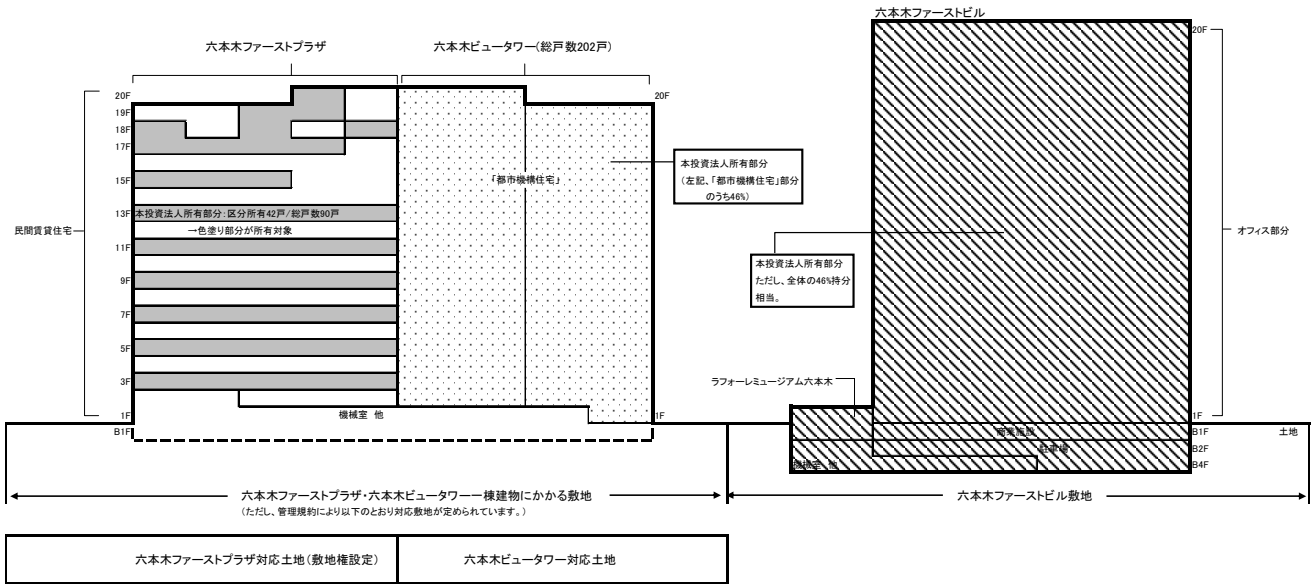 六本木ファーストビル
六本木ファーストプラザ
六本木ビュータワー(総戸数202戸)
20F
20F
20F
19F
18F
17F
15F
13F
11F
9F
7F
5F
3F
1F
B1F
民間賃貸住宅
本投資法人所有部分:区分所有42戸/総戸数90戸
→色塗り部分が所有対象
「都市機構住宅」
本投資法人所有部分
(左記、「都市機構住宅」部分
のうち46%)
本投資法人所有部分
ただし、全体の46%持分
相当。
オフィス部分
ラフォーレミュージアム六本木
機械室 他
1F
1F
商業施設
B1F
土地
駐車場
B2F
機械室 他
B4F
六本木ファーストプラザ・六本木ビュータワー一棟建物にかかる敷地
(ただし、管理規約により以下のとおり対応敷地が定められています。)
六本木ファーストビル敷地
六本木ファーストプラザ対応土地(敷地権設定)
六本木ビュータワー対応土地